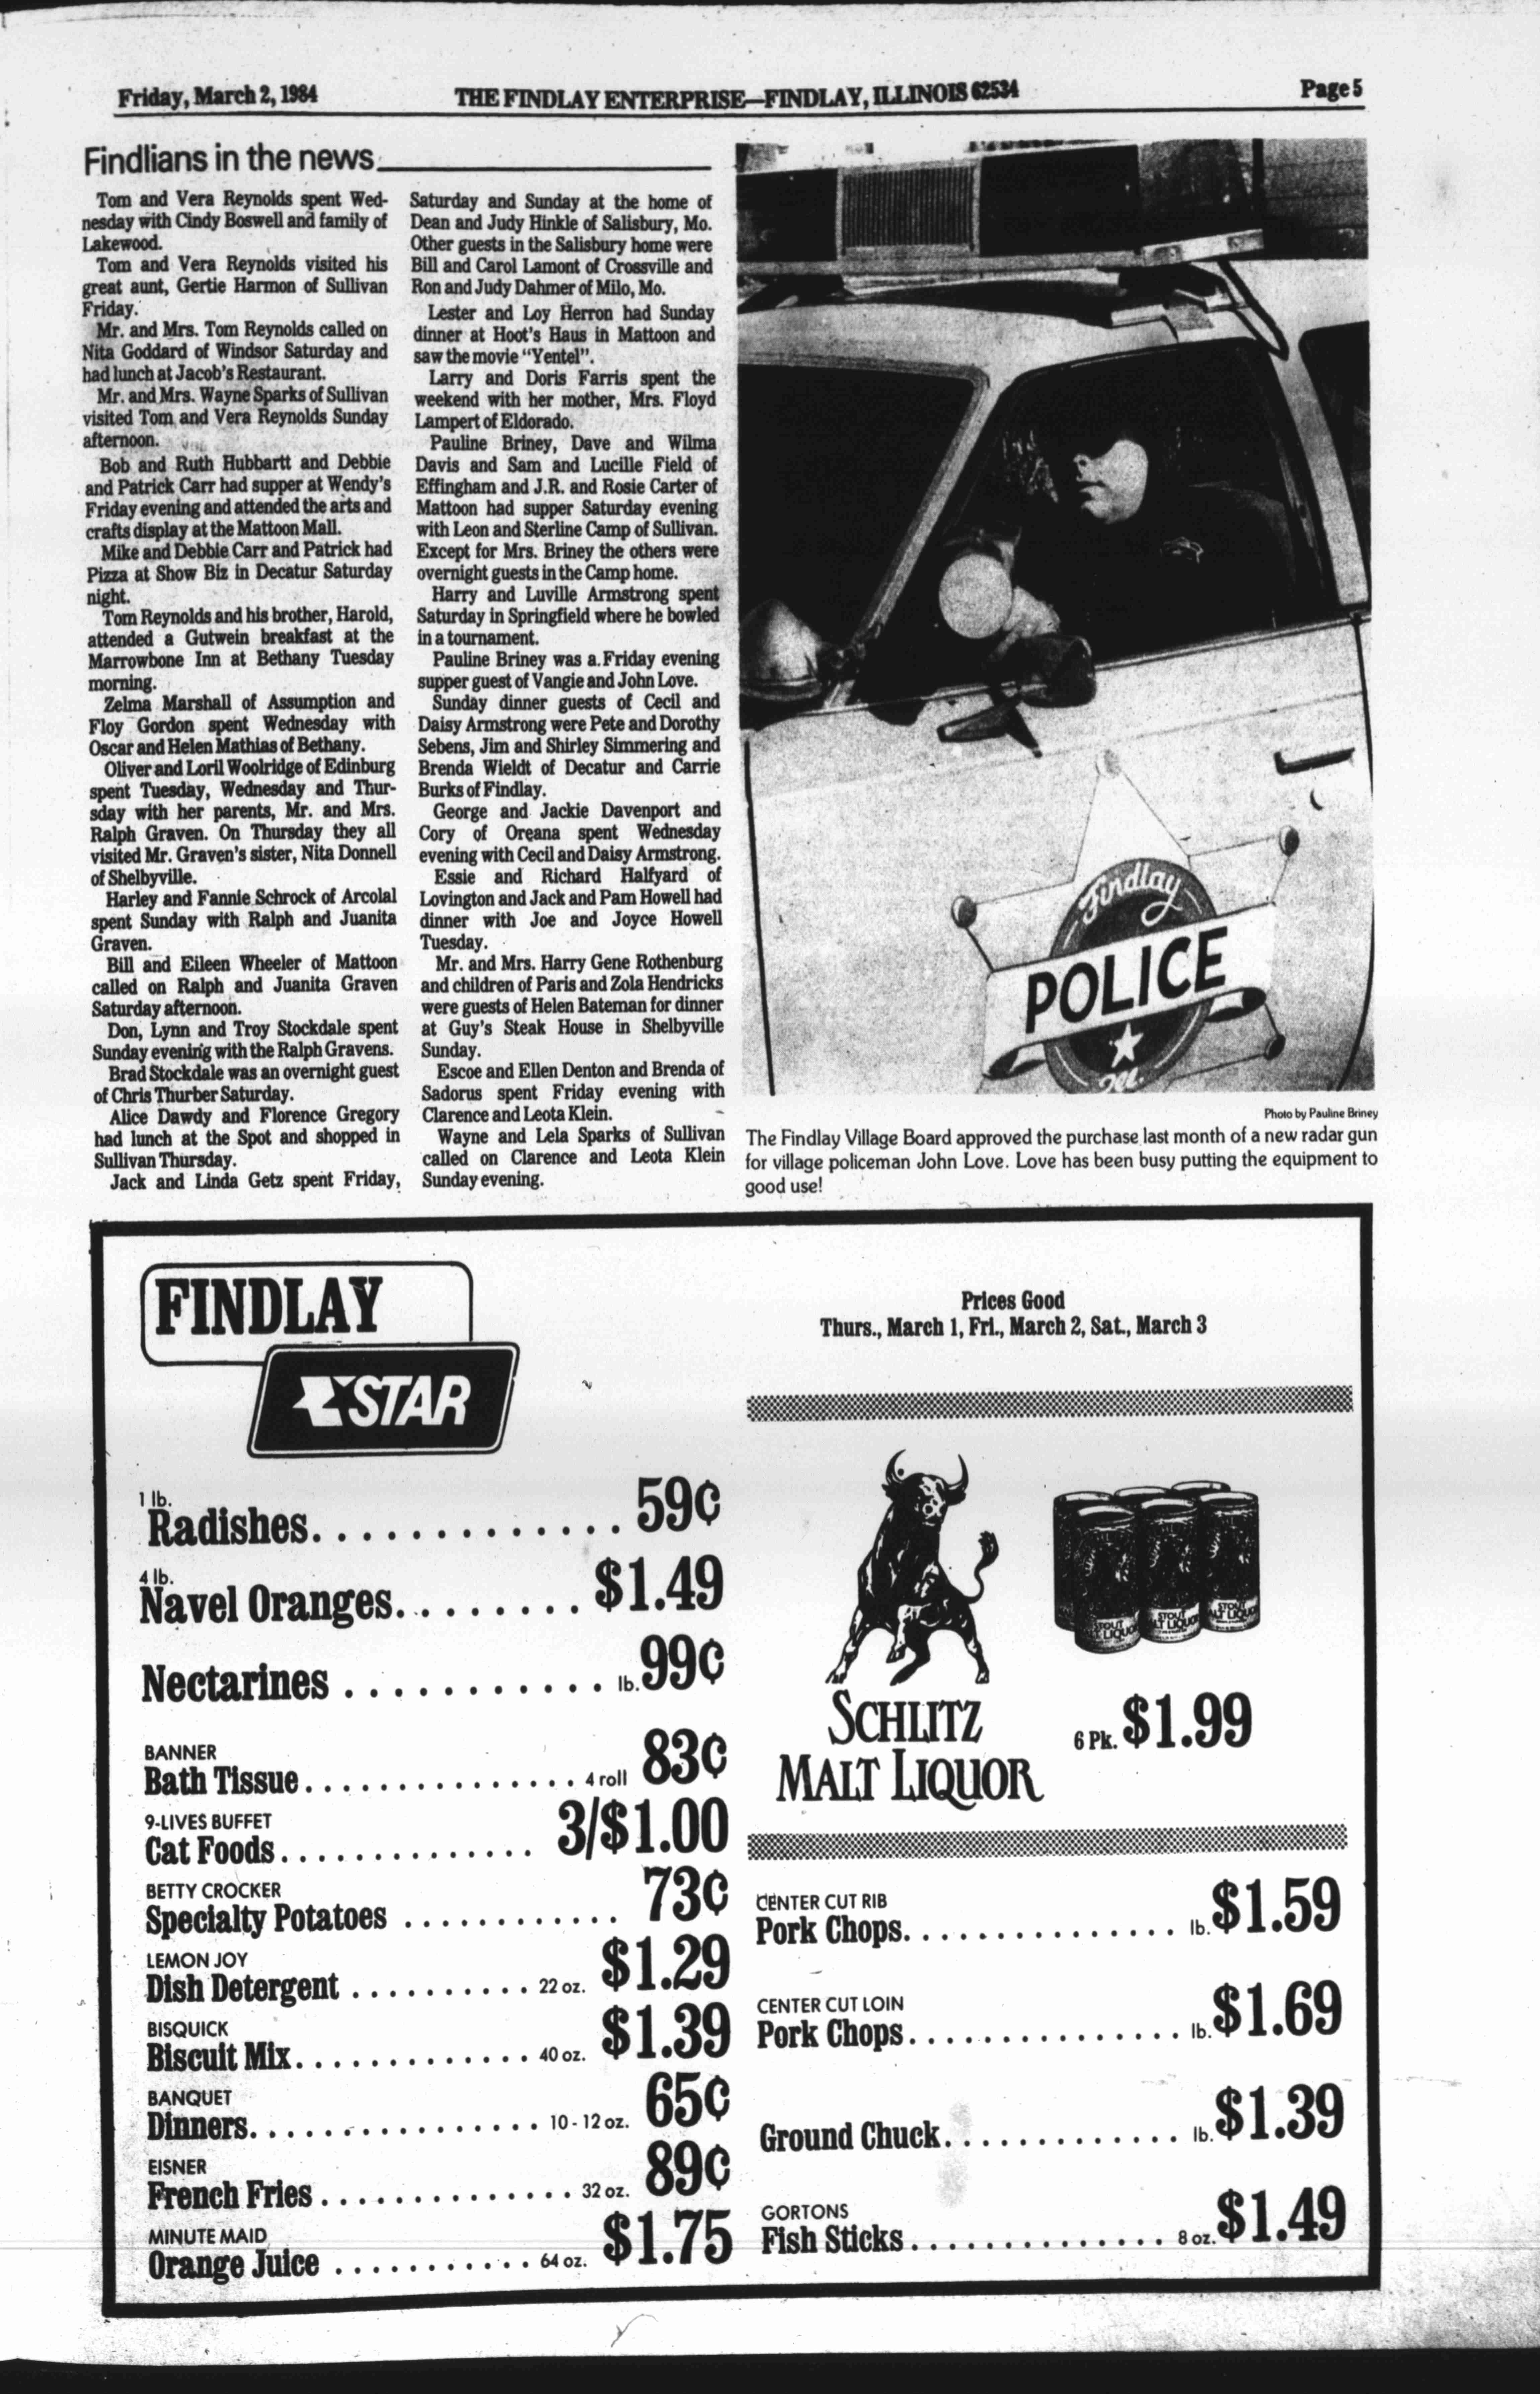 Friday, March 2, 1984
THE FINDLAY ENTERPRISE—FINDLAY, ILLINOIS 62534
Page 5
Findlians in the news
Tom and Vera Reynolds spent Wed-
nesday with Cindy Boswell and family of
Lakewood.
Tom and Vera Reynolds visited his
great aunt, Gertie Harmon of Sullivan
Friday.
Mr. and Mrs. Tom Reynolds called on
Nita Goddard of Windsor Saturday and
had lunch at Jacob's Restaurant.
Mr. and Mrs. Wayne Sparks of Sullivan
visited Tom and Vera Reynolds Sunday
afternoon.
Bob and Ruth Hubbartt and Debbie
and Patrick Carr had supper at Wendy's
Friday evening and attended the arts and
crafts display at the Mattoon Mall.
Mike and Debbie Carr and Patrick had
Pizza at Show Biz in Decatur Saturday
night.
Tom Reynolds and his brother, Harold,
attended a Gutwein breakfast at the
Marrowbone Inn at Bethany Tuesday
morning.
Zelma Marshall of Assumption and
Floy Gordon spent Wednesday with
Oscar and Helen Mathias of Bethany.
Oliver and Loril Woolridge of Edinburg
spent Tuesday, Wednesday and Thur-
sday with her parents, Mr. and Mrs.
Ralph Graven. On Thursday they all
visited Mr. Graven's sister, Nita Donnell
of Shelbyville.
Harley and Fannie Schrock of Arcolal
spent Sunday with Ralph and Juanita
Graven.
Bill and Eileen Wheeler of Mattoon
called on Ralph and Juanita Graven
Saturday afternoon.
Don, Lynn and Troy Stockdale spent
Sunday evening with the Ralph Gravens.
Brad Stockdale was an overnight guest
of Chris Thurber Saturday.
Alice Dawdy and Florence Gregory
had lunch at the Spot and shopped in
Sullivan Thursday.
Jack and Linda Getz spent Friday,
Saturday and Sunday at the home of
Dean and Judy Hinkle of Salisbury, Mo.
Other guests in the Salisbury home were
Bill and Carol Lamont of Crossville and
Ron and Judy Dahmer of Milo, Mo.
Lester and Loy Herron had Sunday
dinner at Hoot's Haus in Mattoon and
saw the movie "Yentel".
Larry and Doris Farris spent the
weekend with her mother, Mrs. Floyd
Lampert of Eldorado.
Pauline Briney, Dave and Wilma
Davis and Sam and Lucille Field of
Effingham and J.R. and Rosie Carter of
Mattoon had supper Saturday evening
with Leon and Sterline Camp of Sullivan.
Except for Mrs. Briney the others were
overnight guests in the Camp home.
Harry and Luville Armstrong spent
Saturday in Springfield where he bowled
in a tournament.
Pauline Briney was a Friday evening
supper guest of Vangie and John Love.
Sunday dinner guests of Cecil and
Daisy Armstrong were Pete and Dorothy
Sebens, Jim and Shirley Simmering and
Brenda Wieldt of Decatur and Carrie
Burks of Findlay.
George and Jackie Davenport and
Cory of Oreana spent Wednesday
evening with Cecil and Daisy Armstrong.
Essie and Richard Halfyard of
Lovington and Jack and Pam Howell had
dinner with Joe and Joyce Howell
Tuesday.
Mr. and Mrs. Harry Gene Rothenburg
and children of Paris and Zola Hendricks
were guests of Helen Bateman for dinner
at Guy's Steak House in Shelbyville
Sunday.
Escoe and Ellen Denton and Brenda of
Sadorus spent Friday evening with
Clarence and Leota Klein.
Wayne and Lela Sparks of Sullivan
called on Clarence and Leota Klein
Sunday evening.
Findlay
POLICE
Ill.
Photo by Pauline Briney
The Findlay Village Board approved the purchase last month of a new radar gun
for village policeman John Love. Love has been busy putting the equipment to
good use!
FINDLAY
STAR
1 lb.
Radishes. . . . . . . . . . . . . . 59¢
4 lb.
Navel Oranges. . . . . . . . . $1.49
Nectarines . . . . . . . . . . . lb. 99¢
BANNER
Bath Tissue. . . . . . . . . . . . . . . 4 roll 83¢
9-LIVES BUFFET
Cat Foods. . . . . . . . . . . . . . 3/$1.00
BETTY CROCKER
Specialty Potatoes . . . . . . . . . . . . 73¢
LEMON JOY
Dish Detergent . . . . . . . . . . 22 oz. $1.29
BISQUICK
Biscuit Mix. . . . . . . . . . . . . 40 oz. $1.39
BANQUET
Dinners. . . . . . . . . . . . . . . . 10 - 12 oz. 65¢
EISNER
French Fries . . . . . . . . . . . . . . 32 oz. 89¢
MINUTE MAID
Orange Juice . . . . . . . . . . . 64 oz. $1.75
Prices Good
Thurs., March 1, Fri., March 2, Sat., March 3
STOUT
MALT LIQUOR
SCHLITZ
MALT LIQUOR
6 Pk. $1.99
CENTER CUT RIB
Pork Chops. . . . . . . . . . . . . . . lb. $1.59
CENTER CUT LOIN
Pork Chops. . . . . . . . . . . . . . . lb. $1.69
Ground Chuck. . . . . . . . . . . . . lb. $1.39
GORTONS
Fish Sticks. . . . . . . . . . . . . . 8 oz. $1.49